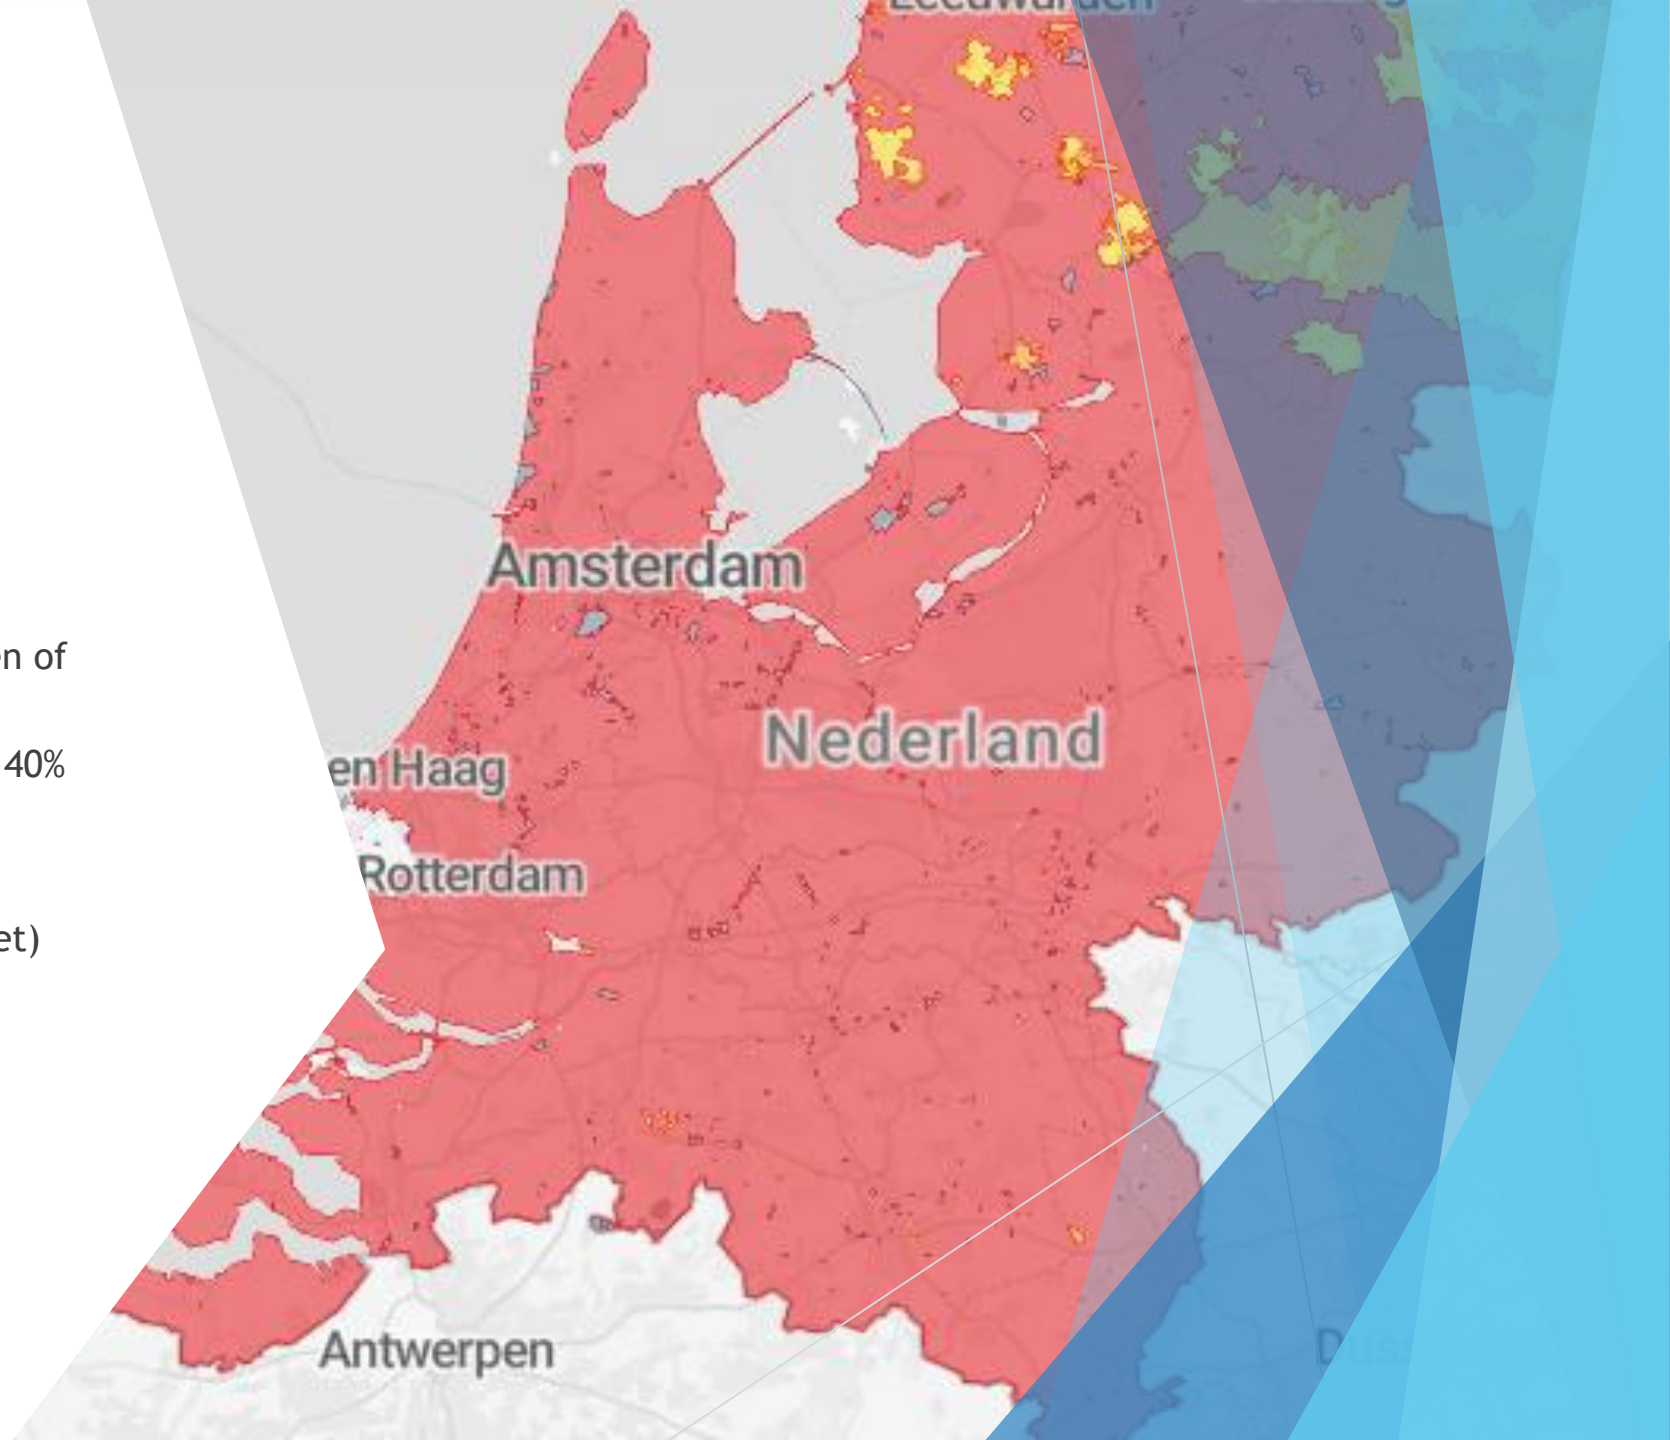 n of
40%
et)
Amsterdam
Nederland
en Haag
Rotterdam
Antwerpen